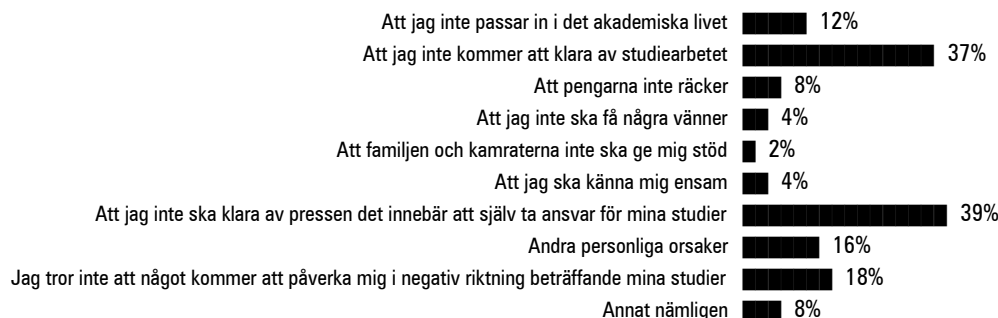 Att jag inte passar in i det akademiska livet 12%
Att jag inte kommer att klara av studiearbetet 37%
Att pengarna inte räcker 8%
Att jag inte ska få några vänner 4%
Att familjen och kamraterna inte ska ge mig stöd 2%
Att jag ska känna mig ensam 4%
Att jag inte ska klara av pressen det innebär att själv ta ansvar för mina studier 39%
Andra personliga orsaker 16%
Jag tror inte att något kommer att påverka mig i negativ riktning beträffande mina studier 18%
Annat nämligen 8%